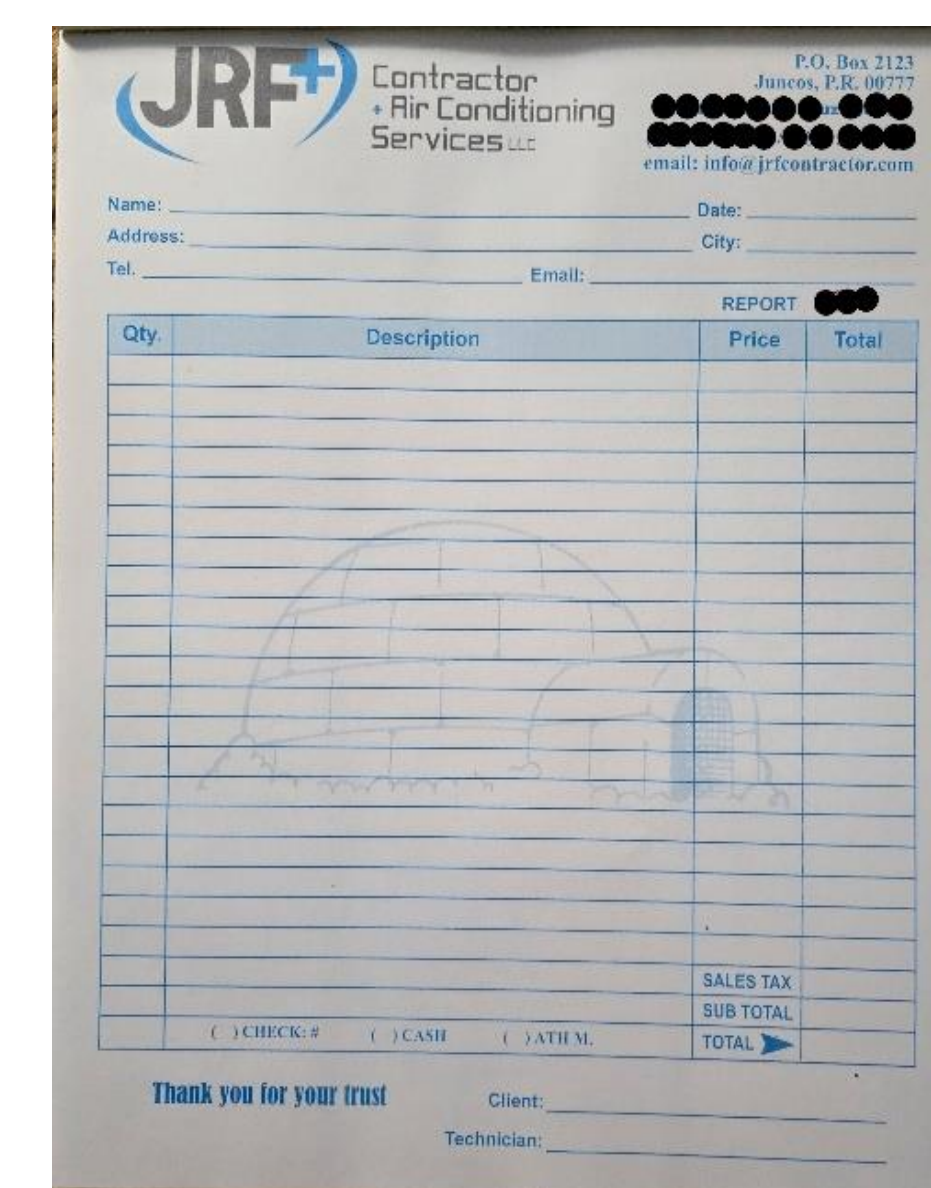 JRF+
Contractor
+ Air Conditioning
Services LLC
P.O. Box 2123
Juncos, P.R. 00777
email: info@jrfcontractor.com
Name:
Date:
Address:
City:
Tel.
Email:
REPORT
Qty. Description Price Total
SALES TAX
SUB TOTAL
( ) CHECK: # ( ) CASH ( ) ATH M. TOTAL
Thank you for your trust
Client:
Technician: